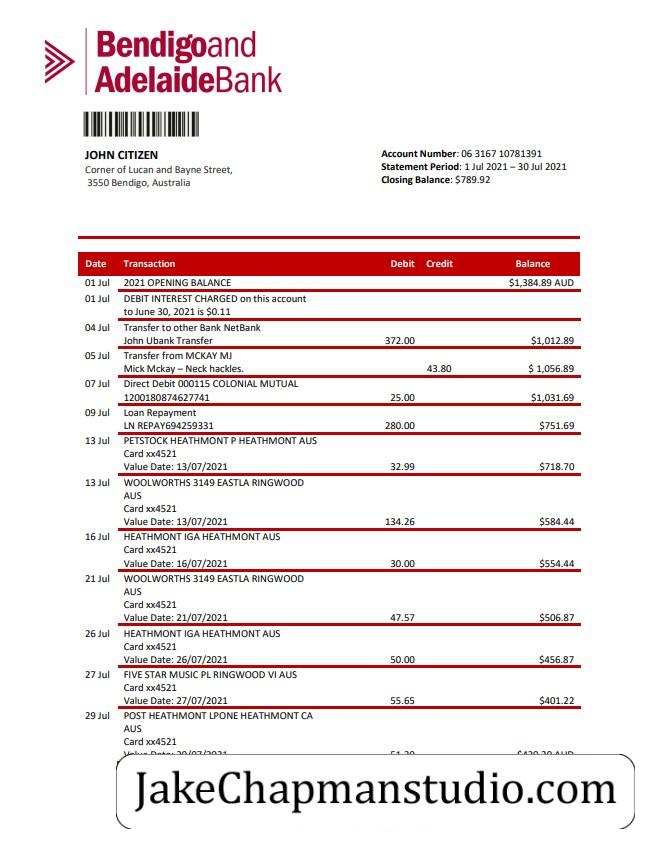 Bendigoand
AdelaideBank
JOHN CITIZEN
Corner of Lucan and Bayne Street,
3550 Bendigo, Australia
Account Number: 06 3167 10781391
Statement Period: 1 Jul 2021 – 30 Jul 2021
Closing Balance: $789.92
Date Transaction Debit Credit Balance
01 Jul 2021 OPENING BALANCE $1,384.89 AUD
01 Jul DEBIT INTEREST CHARGED on this account
to June 30, 2021 is $0.11
04 Jul Transfer to other Bank NetBank
John Ubank Transfer 372.00 $1,012.89
05 Jul Transfer from MCKAY MJ
Mick Mckay – Neck hackles. 43.80 $ 1,056.89
07 Jul Direct Debit 000115 COLONIAL MUTUAL
1200180874627741 25.00 $1,031.69
09 Jul Loan Repayment
LN REPAY694259331 280.00 $751.69
13 Jul PETSTOCK HEATHMONT P HEATHMONT AUS
Card xx4521
Value Date: 13/07/2021 32.99 $718.70
13 Jul WOOLWORTHS 3149 EASTLA RINGWOOD
AUS
Card xx4521
Value Date: 13/07/2021 134.26 $584.44
16 Jul HEATHMONT IGA HEATHMONT AUS
Card xx4521
Value Date: 16/07/2021 30.00 $554.44
21 Jul WOOLWORTHS 3149 EASTLA RINGWOOD
AUS
Card xx4521
Value Date: 21/07/2021 47.57 $506.87
26 Jul HEATHMONT IGA HEATHMONT AUS
Card xx4521
Value Date: 26/07/2021 50.00 $456.87
27 Jul FIVE STAR MUSIC PL RINGWOOD VI AUS
Card xx4521
Value Date: 27/07/2021 55.65 $401.22
29 Jul POST HEATHMONT LPONE HEATHMONT CA
AUS
Card xx4521
JakeChapmanstudio.com